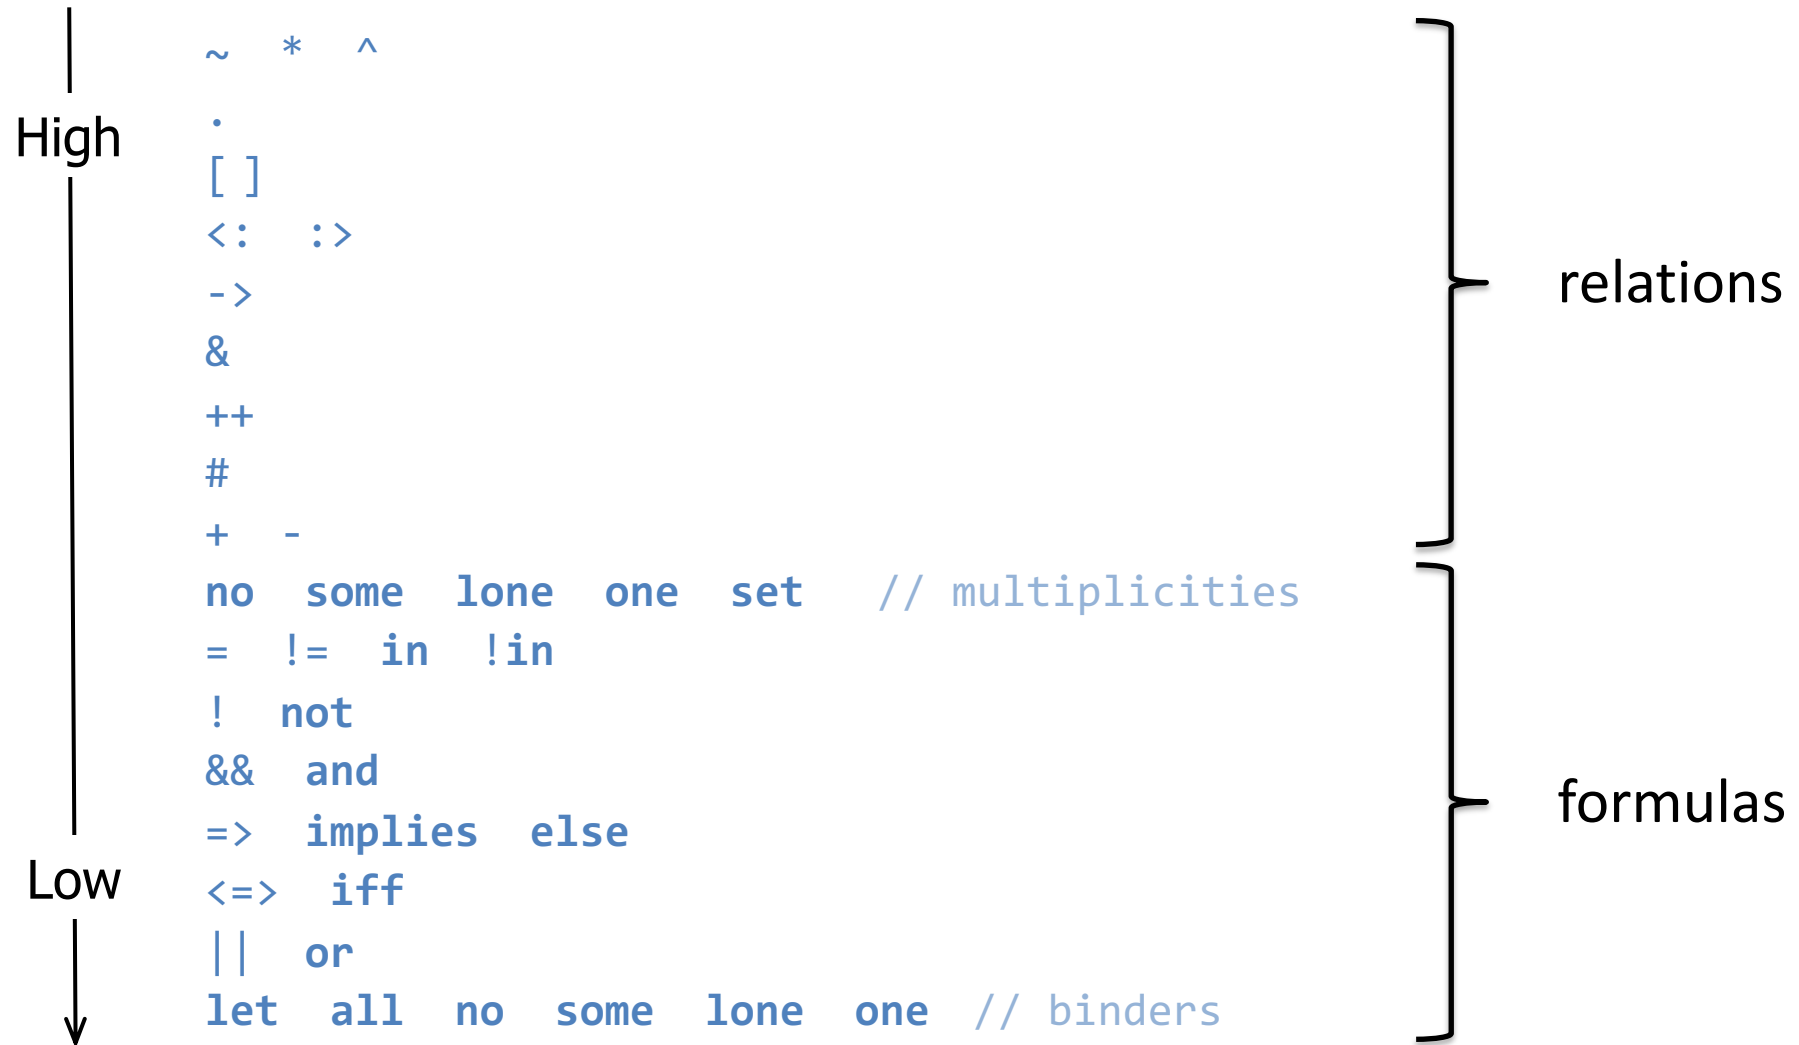 ~ * ^
.
High
[ ]
<: :>
->
relations
&
++
#
+ -
no some lone one set // multiplicities
= != in !in
! not
&& and
formulas
=> implies else
Low
<=> iff
|| or
let all no some lone one // binders